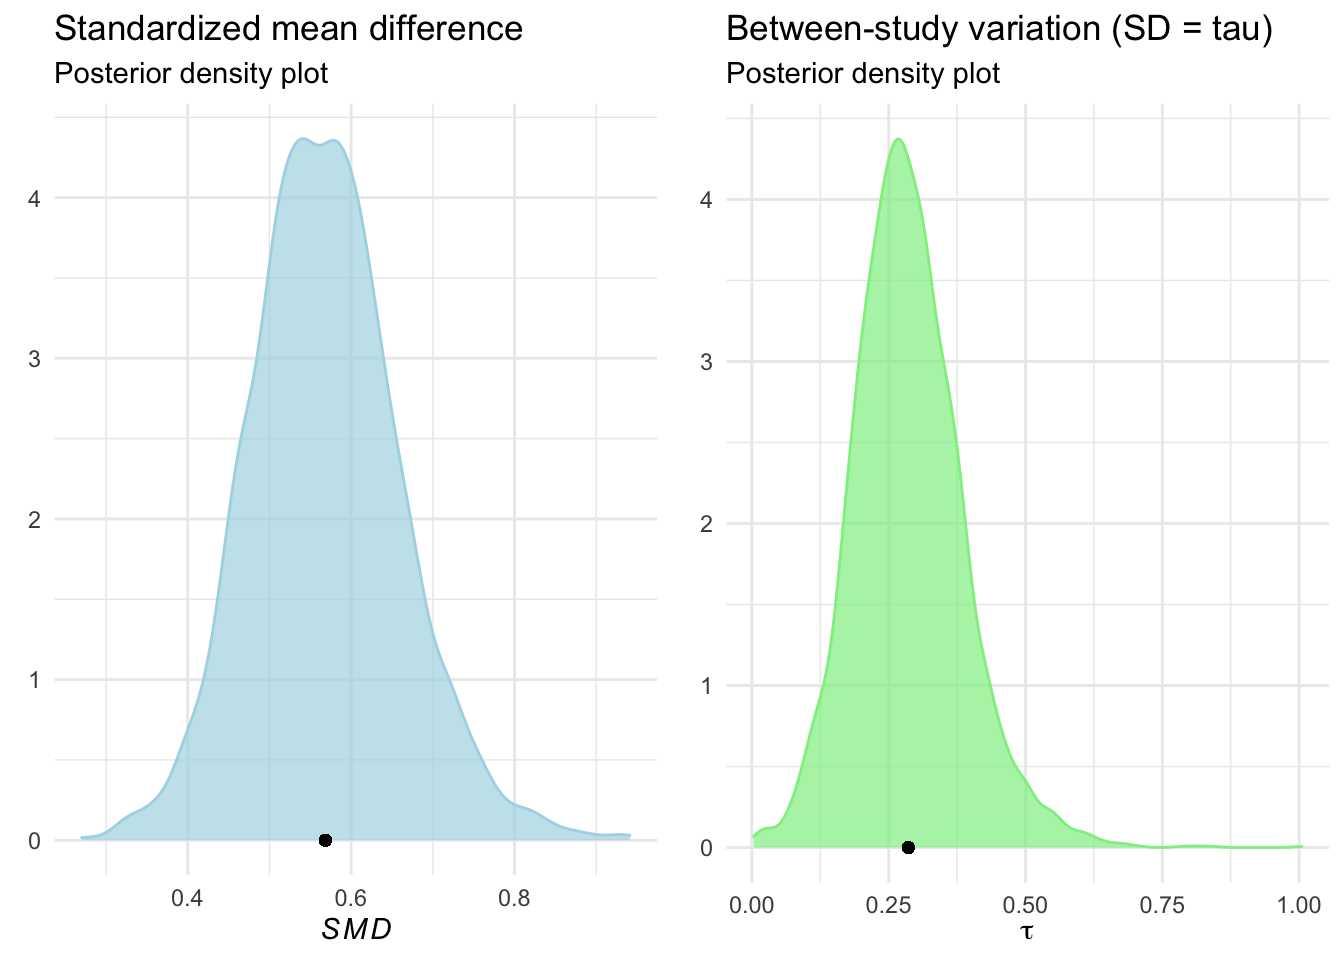 Standardized mean difference
Posterior density plot
4
3
2
1
0
0.4 0.6 0.8
SMD
Between-study variation (SD = tau)
Posterior density plot
4
3
2
1
0
0.00 0.25 0.50 0.75 1.00
τ